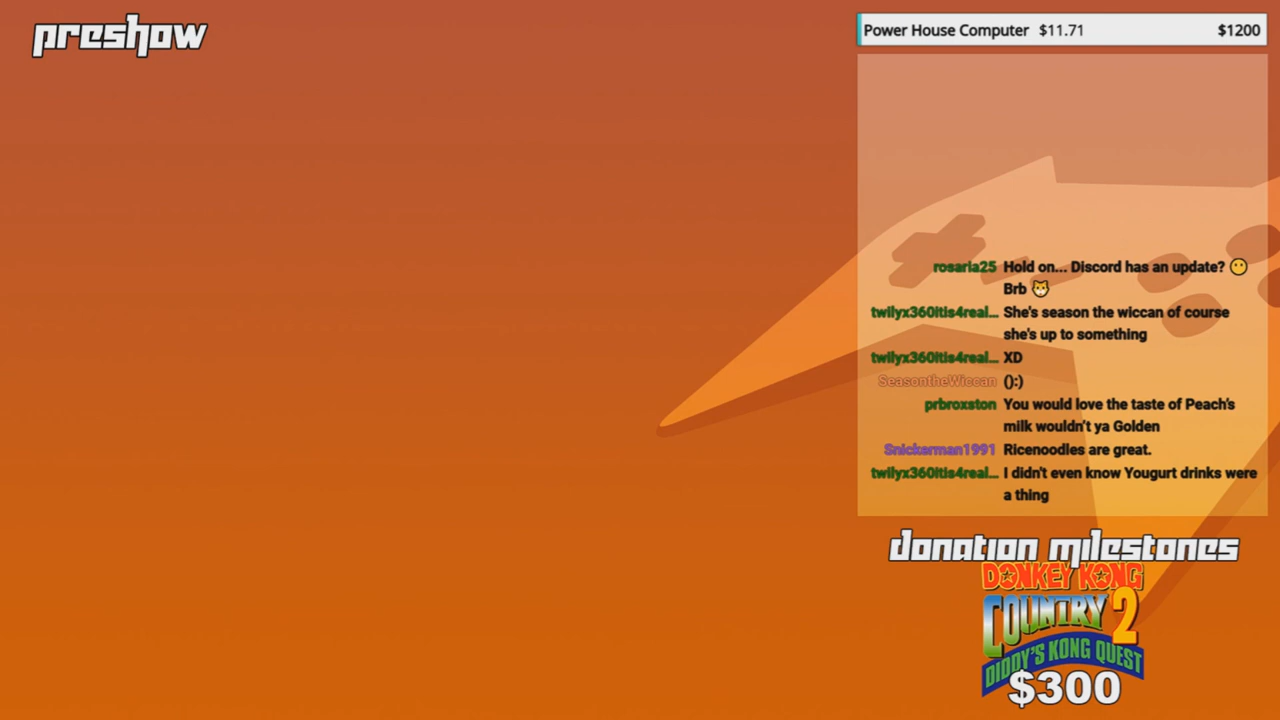 preshow
Power House Computer $11.71 $1200
rosaria25 Hold on... Discord has an update? 😶
Brb 🐹
twilyx360itis4real... She's season the wiccan of course
she's up to something
twilyx360itis4real... XD
SeasontheWiccan ():)
prbroxston You would love the taste of Peach's
milk wouldn't ya Golden
Snickerman1991 Ricenoodles are great.
twilyx360itis4real... I didn't even know Yougurt drinks were
a thing
donation milestones
DONKEY KONG
COUNTRY 2
DIDDY'S KONG QUEST
$300